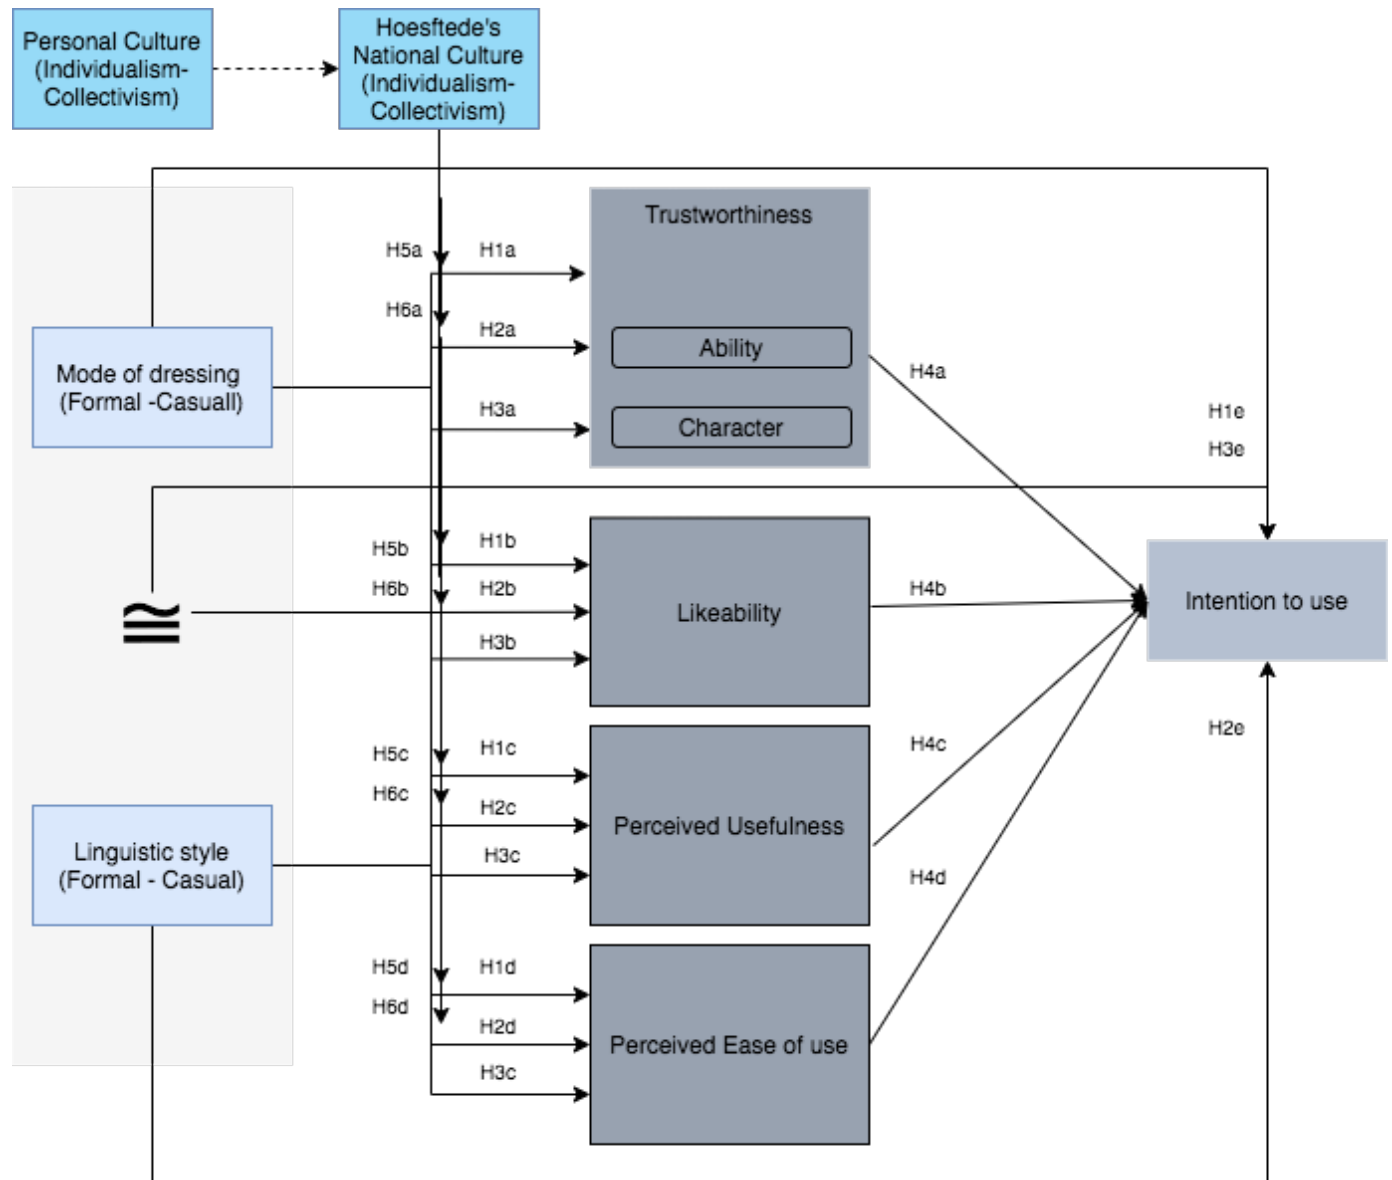 Personal Culture
(Individualism-
Collectivism)
Hoesftede's
National Culture
(Individualism-
Collectivism)
Trustworthiness
H5a
H1a
H6a
H2a
Ability
Mode of dressing
(Formal -Casuall)
H4a
H3a
Character
H1e
H3e
H5b
H1b
H6b
H2b
H4b
Likeability
Intention to use
≅
H3b
H5c
H1c
H4c
H2e
H6c
H2c
Perceived Usefulness
Linguistic style
(Formal - Casual)
H3c
H4d
H5d
H1d
H6d
H2d
Perceived Ease of use
H3c